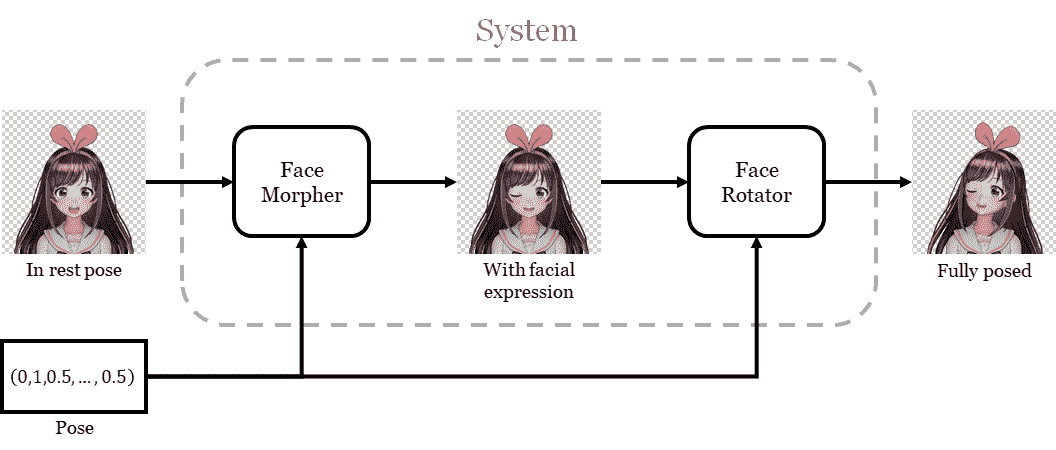 System
Face
Morpher
Face
Rotator
In rest pose
With facial
expression
Fully posed
(0,1,0.5, … , 0.5)
Pose